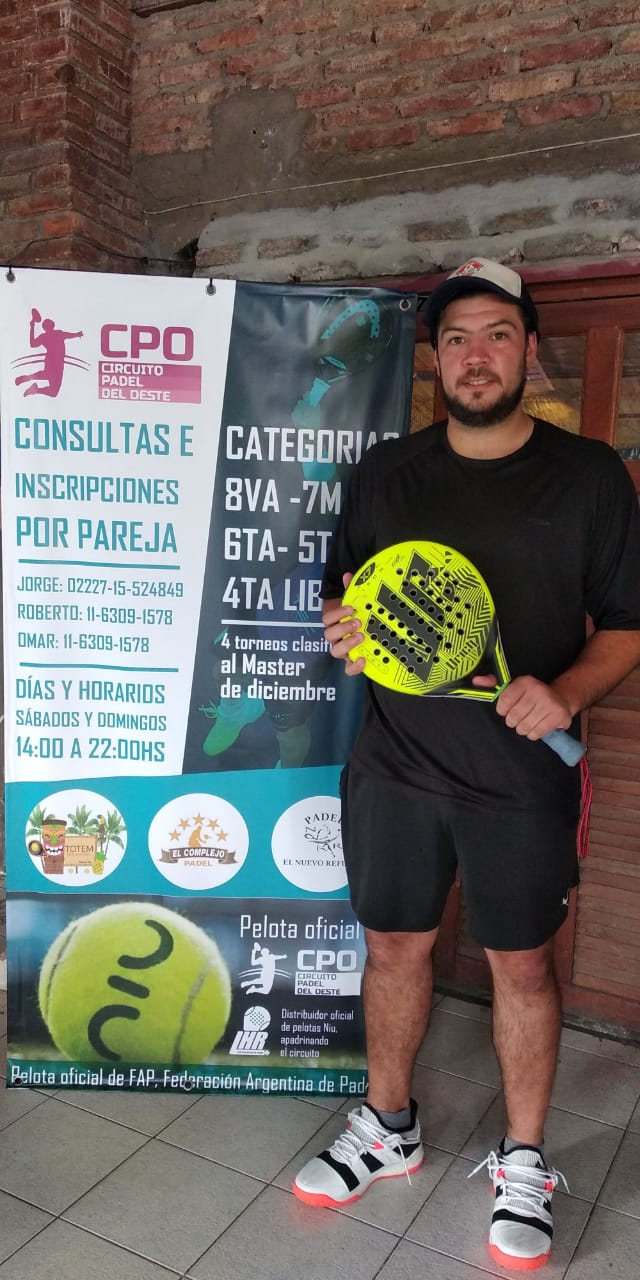 CPO
CIRCUITO
PADEL
DEL OESTE
CONSULTAS E
INSCRIPCIONES
POR PAREJA
JORGE: 02227-15-524849
ROBERTO: 11-6309-1578
OMAR: 11-6309-1578
DÍAS Y HORARIOS
SÁBADOS Y DOMINGOS
14:00 A 22:00HS
CATEGORIAS
8VA -7M
6TA- 5T
4TA LIB
4 torneos clasif
al Master
de diciembre
TOTEM
EL COMPLEJO
PADEL
PADEL
EL NUEVO REFU
Pelota oficial
CPO
CIRCUITO
PADEL
DEL OESTE
LHR
Distribuidor oficial
de pelotas Niu,
apadrinando
el circuito
Pelota oficial de FAP, Federación Argentina de Pad